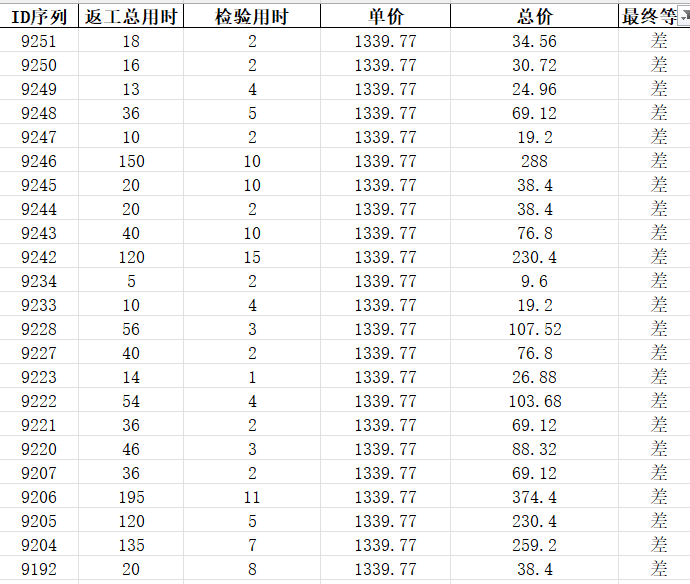 ID序列 返工总用时 检验用时 单价 总价 最终等
9251 18 2 1339.77 34.56 差
9250 16 2 1339.77 30.72 差
9249 13 4 1339.77 24.96 差
9248 36 5 1339.77 69.12 差
9247 10 2 1339.77 19.2 差
9246 150 10 1339.77 288 差
9245 20 10 1339.77 38.4 差
9244 20 2 1339.77 38.4 差
9243 40 10 1339.77 76.8 差
9242 120 15 1339.77 230.4 差
9234 5 2 1339.77 9.6 差
9233 10 4 1339.77 19.2 差
9228 56 3 1339.77 107.52 差
9227 40 2 1339.77 76.8 差
9223 14 1 1339.77 26.88 差
9222 54 4 1339.77 103.68 差
9221 36 2 1339.77 69.12 差
9220 46 3 1339.77 88.32 差
9207 36 2 1339.77 69.12 差
9206 195 11 1339.77 374.4 差
9205 120 5 1339.77 230.4 差
9204 135 7 1339.77 259.2 差
9192 20 8 1339.77 38.4 差